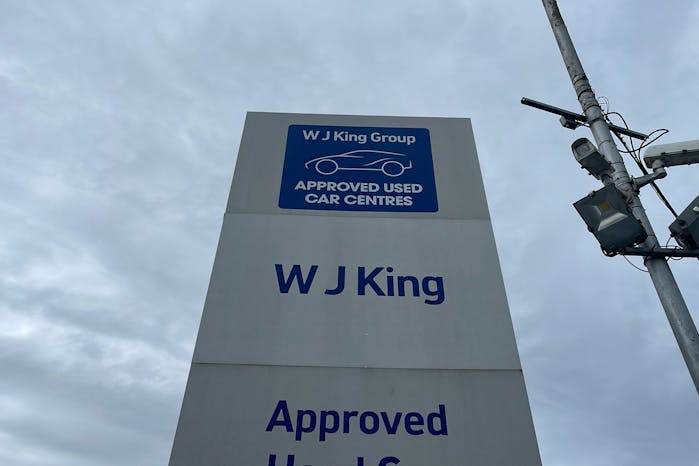 W J King Group
APPROVED USED
CAR CENTRES
W J King
Approved